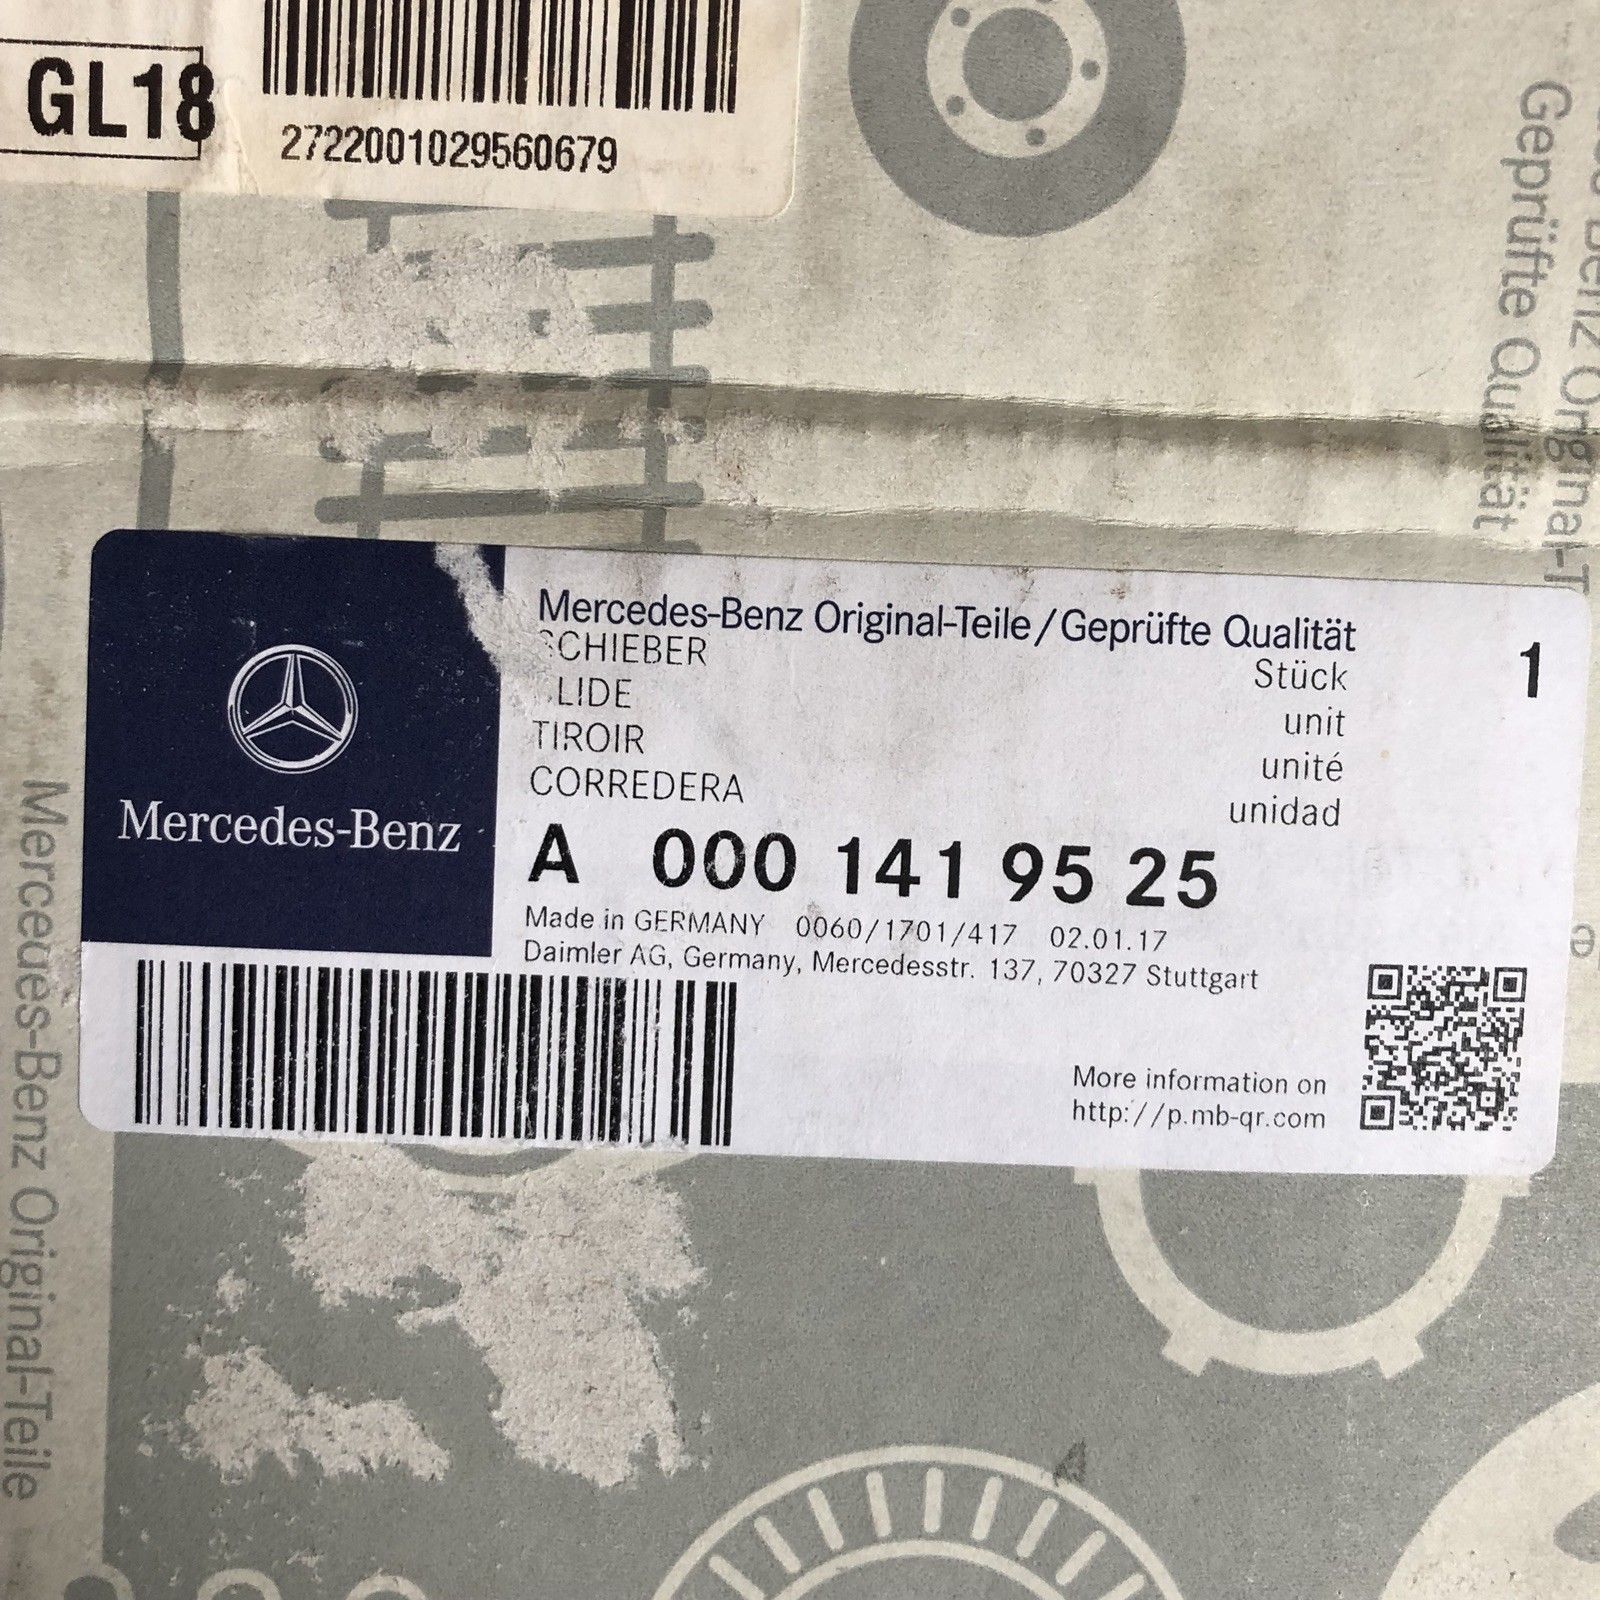 GL18
2722001029560679
Benz Original-T
Geprüfte Qualität
Mercedes-Benz Original-Teile/Geprüfte Qualität
CHIEBER
Stück
1
LIDE
unit
TIROIR
unité
CORREDERA
unidad
Mercedes-Benz
A 000 141 95 25
Made in GERMANY 0060/1701/417 02.01.17
Daimler AG, Germany, Mercedesstr. 137, 70327 Stuttgart
More information on
http://p.mb-qr.com
Mercedes-Benz Original-Teile